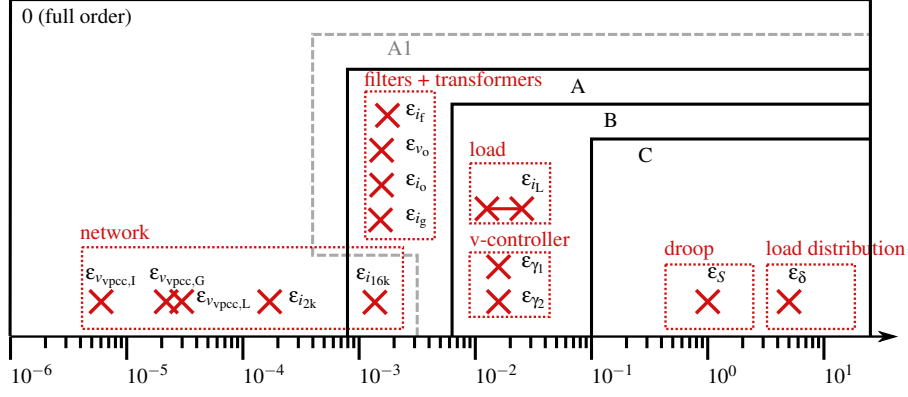 0 (full order)
A1
filters + transformers
A
ε_{i_f}
B
ε_{v_o}
load
C
ε_{i_o}
ε_{i_L}
ε_{i_g}
network
v-controller
droop
load distribution
ε_{v_{vpcc,I}}
ε_{v_{vpcc,G}}
ε_{i_{16k}}
ε_{γ_1}
ε_S
ε_δ
ε_{v_{vpcc,L}}
ε_{i_{2k}}
ε_{γ_2}
10^{-6} 10^{-5} 10^{-4} 10^{-3} 10^{-2} 10^{-1} 10^{0} 10^{1}